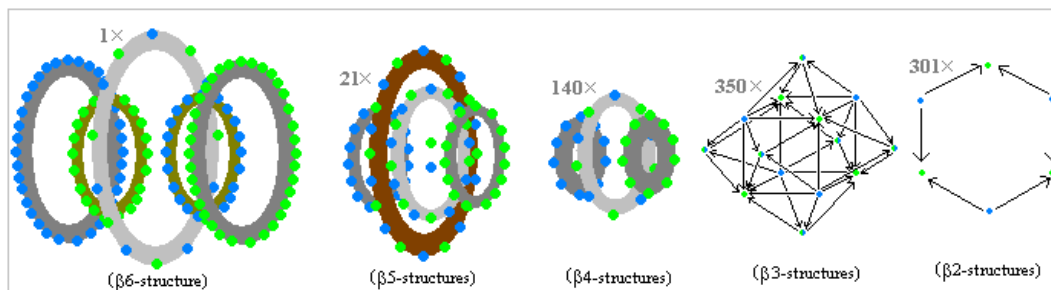 1×
21×
140×
350×
301×
(β6-structure)
(β5-structures)
(β4-structures)
(β3-structures)
(β2-structures)